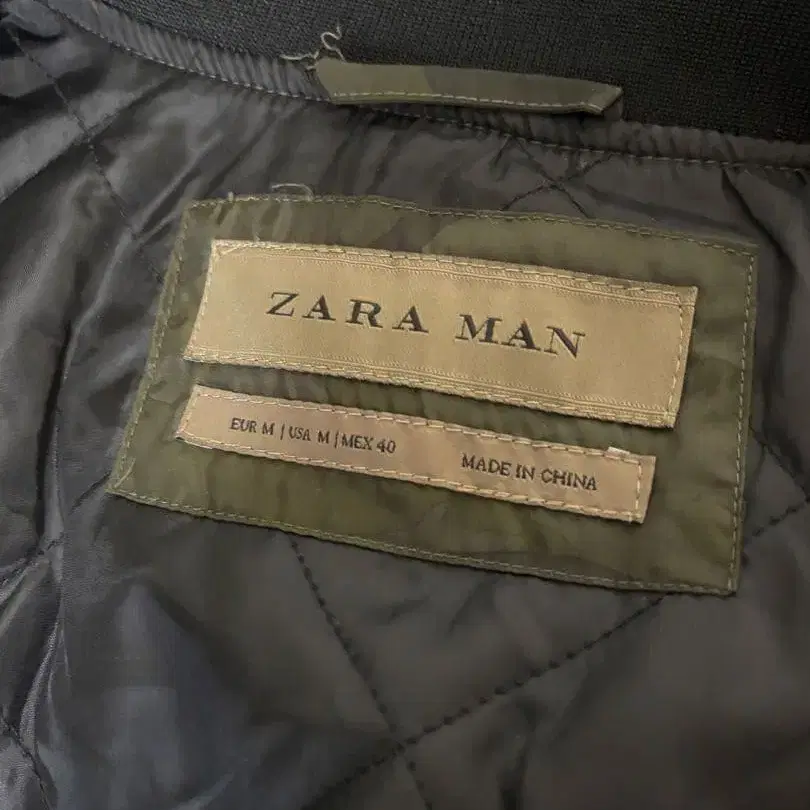 ZARA MAN
EUR M | USA M | MEX 40 MADE IN CHINA